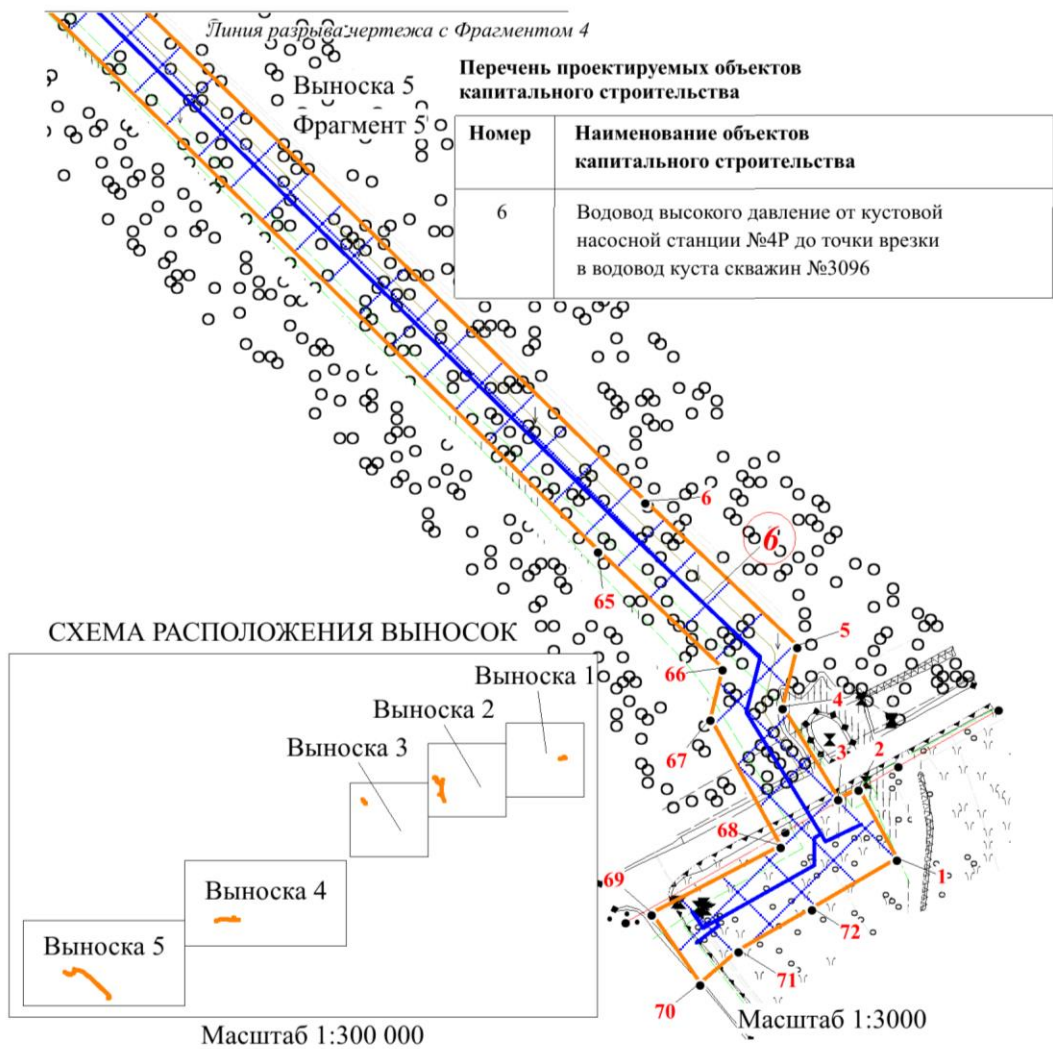 Линия разрыва чертежа с Фрагментом 4
Выноска 5
Фрагмент 5
Перечень проектируемых объектов
капитального строительства
Номер
Наименование объектов
капитального строительства
6
Водовод высокого давление от кустовой
насосной станции №4Р до точки врезки
в водовод куста скважин №3096
6
6
65
5
66
4
67
3
2
68
1
69
72
71
70
СХЕМА РАСПОЛОЖЕНИЯ ВЫНОСОК
Выноска 1
Выноска 2
Выноска 3
Выноска 4
Выноска 5
Масштаб 1:300 000
Масштаб 1:3000